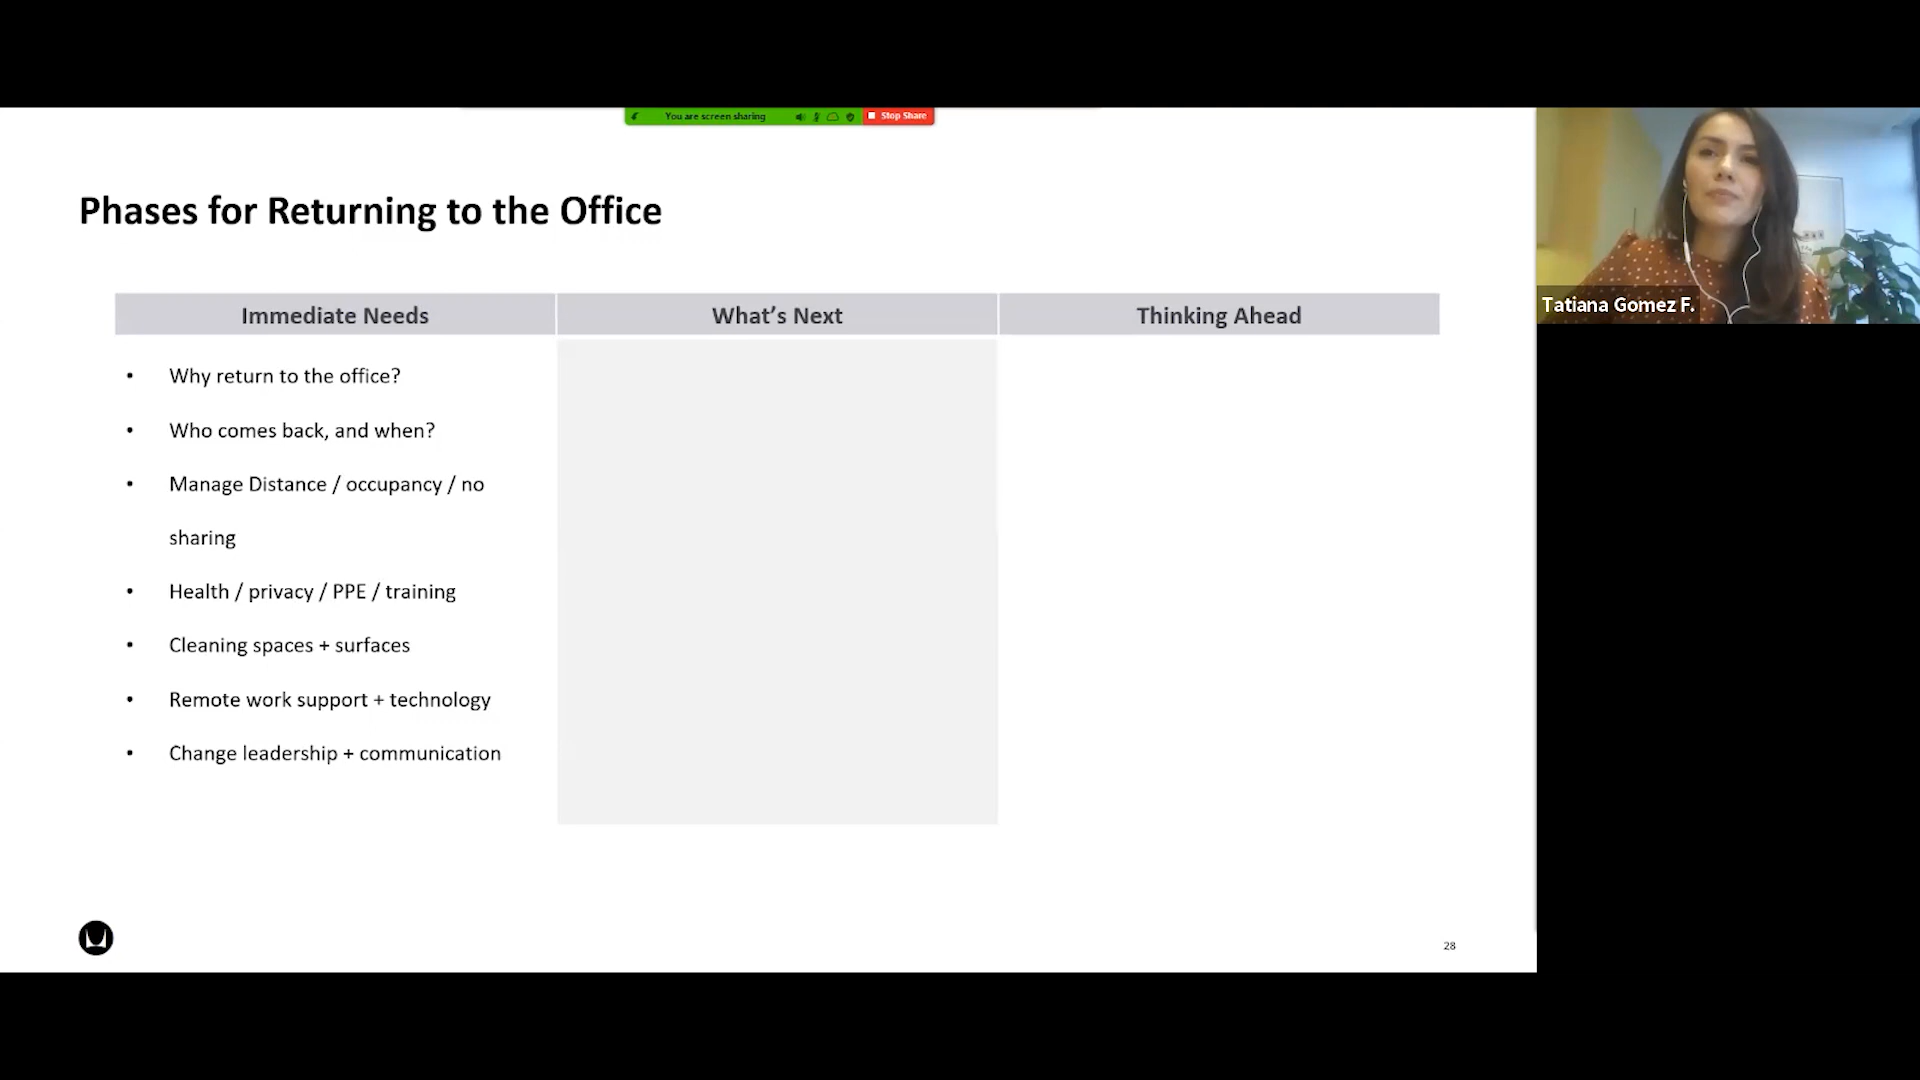 You are screen sharing
Stop Share
Phases for Returning to the Office
Immediate Needs
What's Next
Thinking Ahead
• Why return to the office?
• Who comes back, and when?
• Manage Distance / occupancy / no
sharing
• Health / privacy / PPE / training
• Cleaning spaces + surfaces
• Remote work support + technology
• Change leadership + communication
28
Tatiana Gomez F.